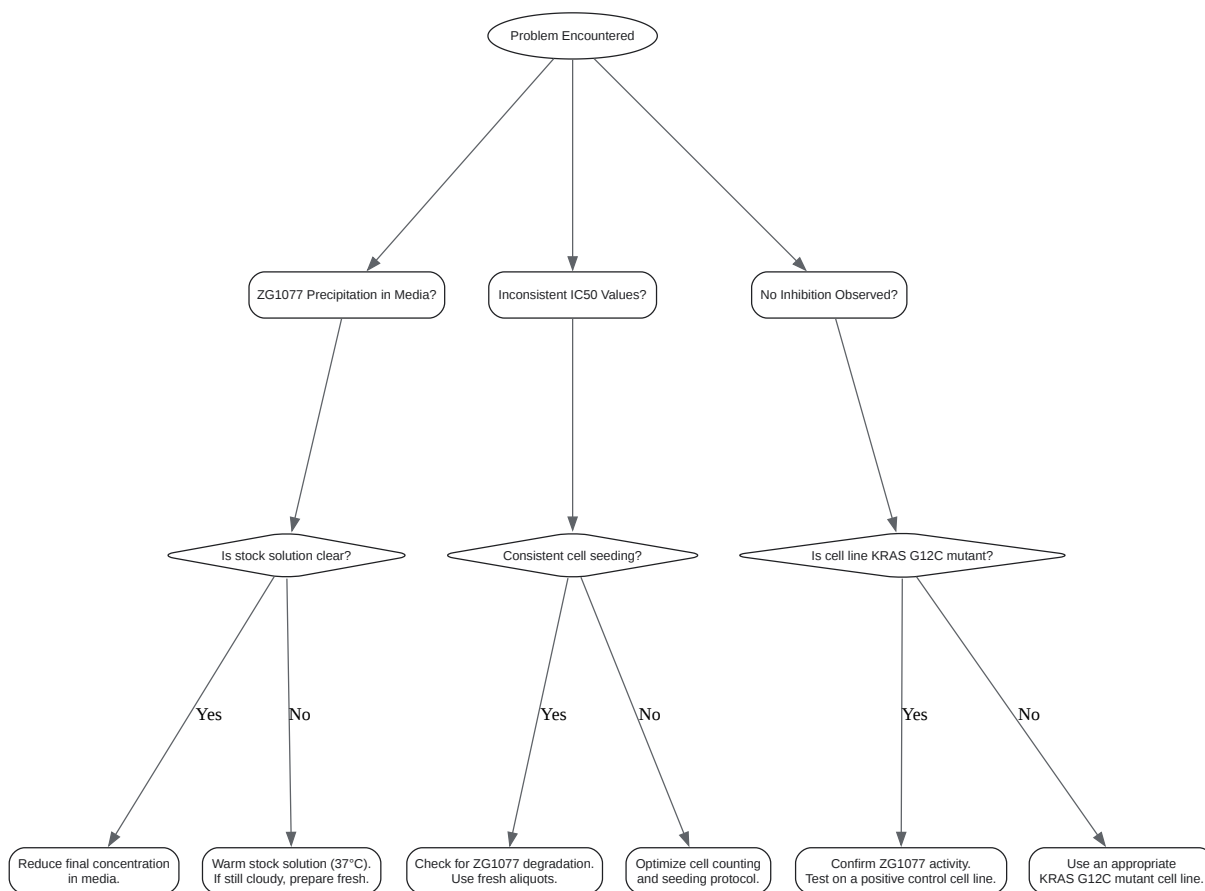 Problem Encountered
ZG1077 Precipitation in Media?
Inconsistent IC50 Values?
No Inhibition Observed?
Is stock solution clear?
Consistent cell seeding?
Is cell line KRAS G12C mutant?
Yes
No
Yes
No
Yes
No
Reduce final concentration
in media.
Warm stock solution (37°C).
If still cloudy, prepare fresh.
Check for ZG1077 degradation.
Use fresh aliquots.
Optimize cell counting
and seeding protocol.
Confirm ZG1077 activity.
Test on a positive control cell line.
Use an appropriate
KRAS G12C mutant cell line.